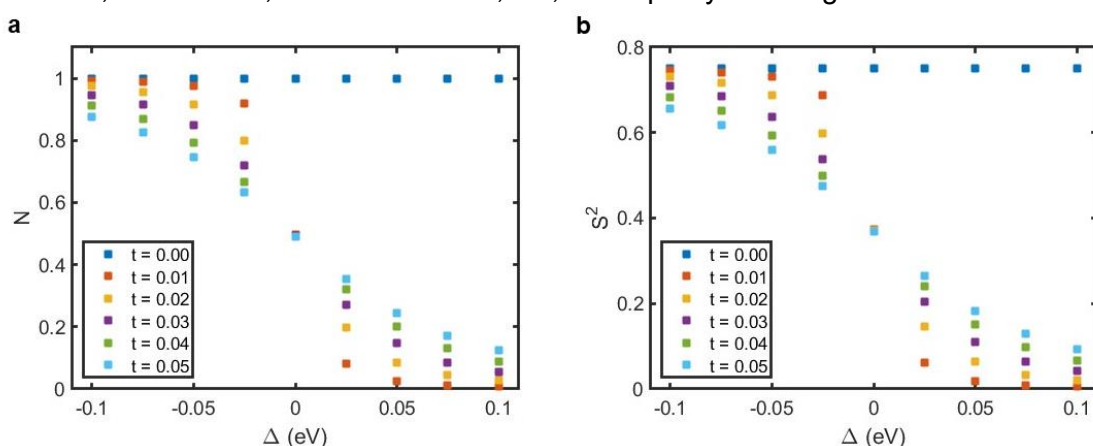 a
b
1
0.8
0.6
0.4
0.2
0
N
t = 0.00
t = 0.01
t = 0.02
t = 0.03
t = 0.04
t = 0.05
-0.1
-0.05
0
0.05
0.1
Δ (eV)
0.8
0.6
0.4
0.2
0
S²
t = 0.00
t = 0.01
t = 0.02
t = 0.03
t = 0.04
t = 0.05
-0.1
-0.05
0
0.05
0.1
Δ (eV)